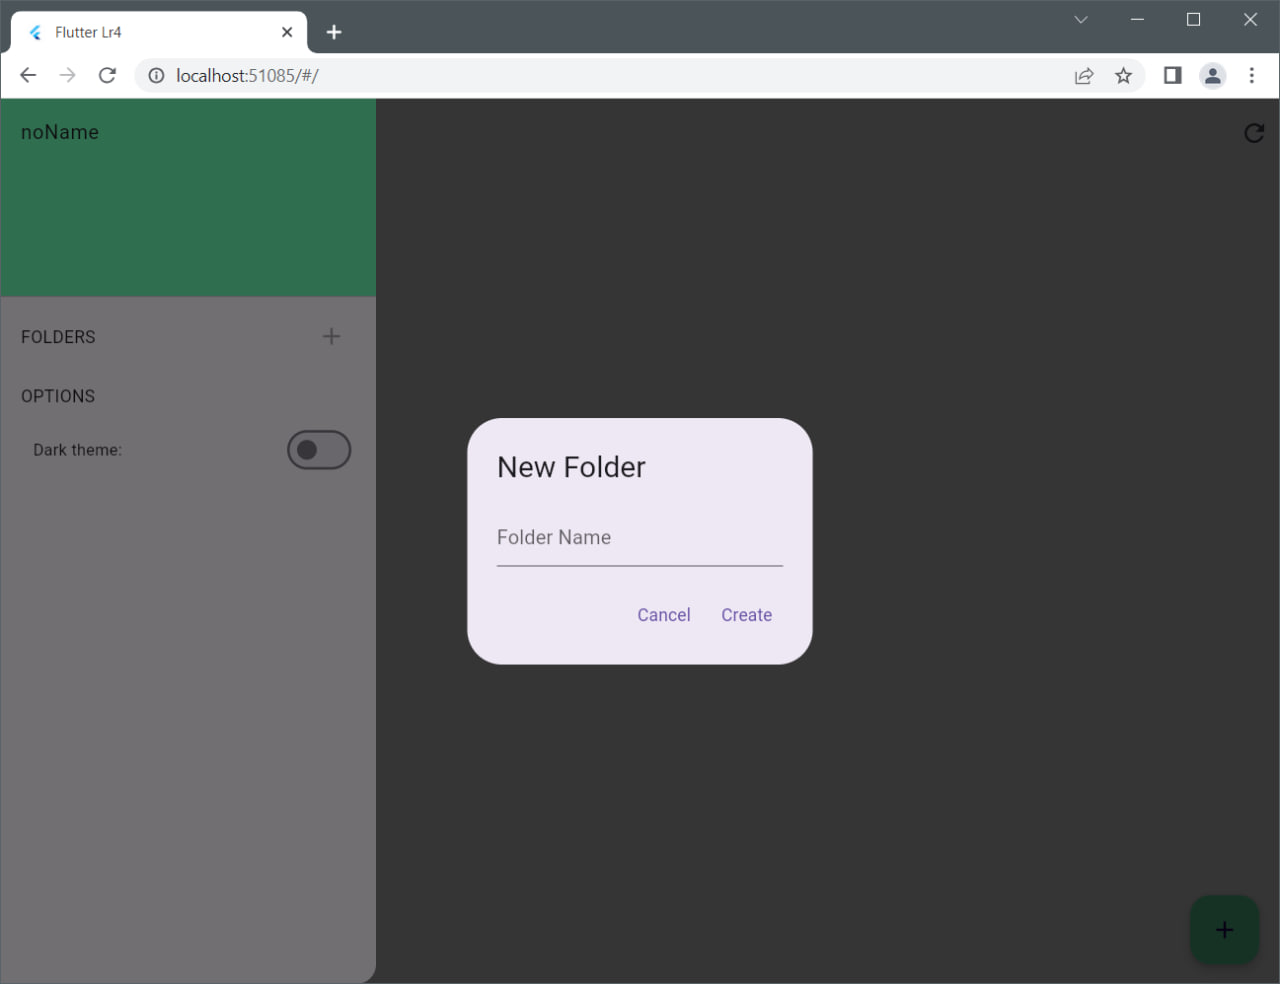 Flutter Lr4
localhost:51085/#/
noName
FOLDERS
OPTIONS
Dark theme:
New Folder
Folder Name
Cancel Create